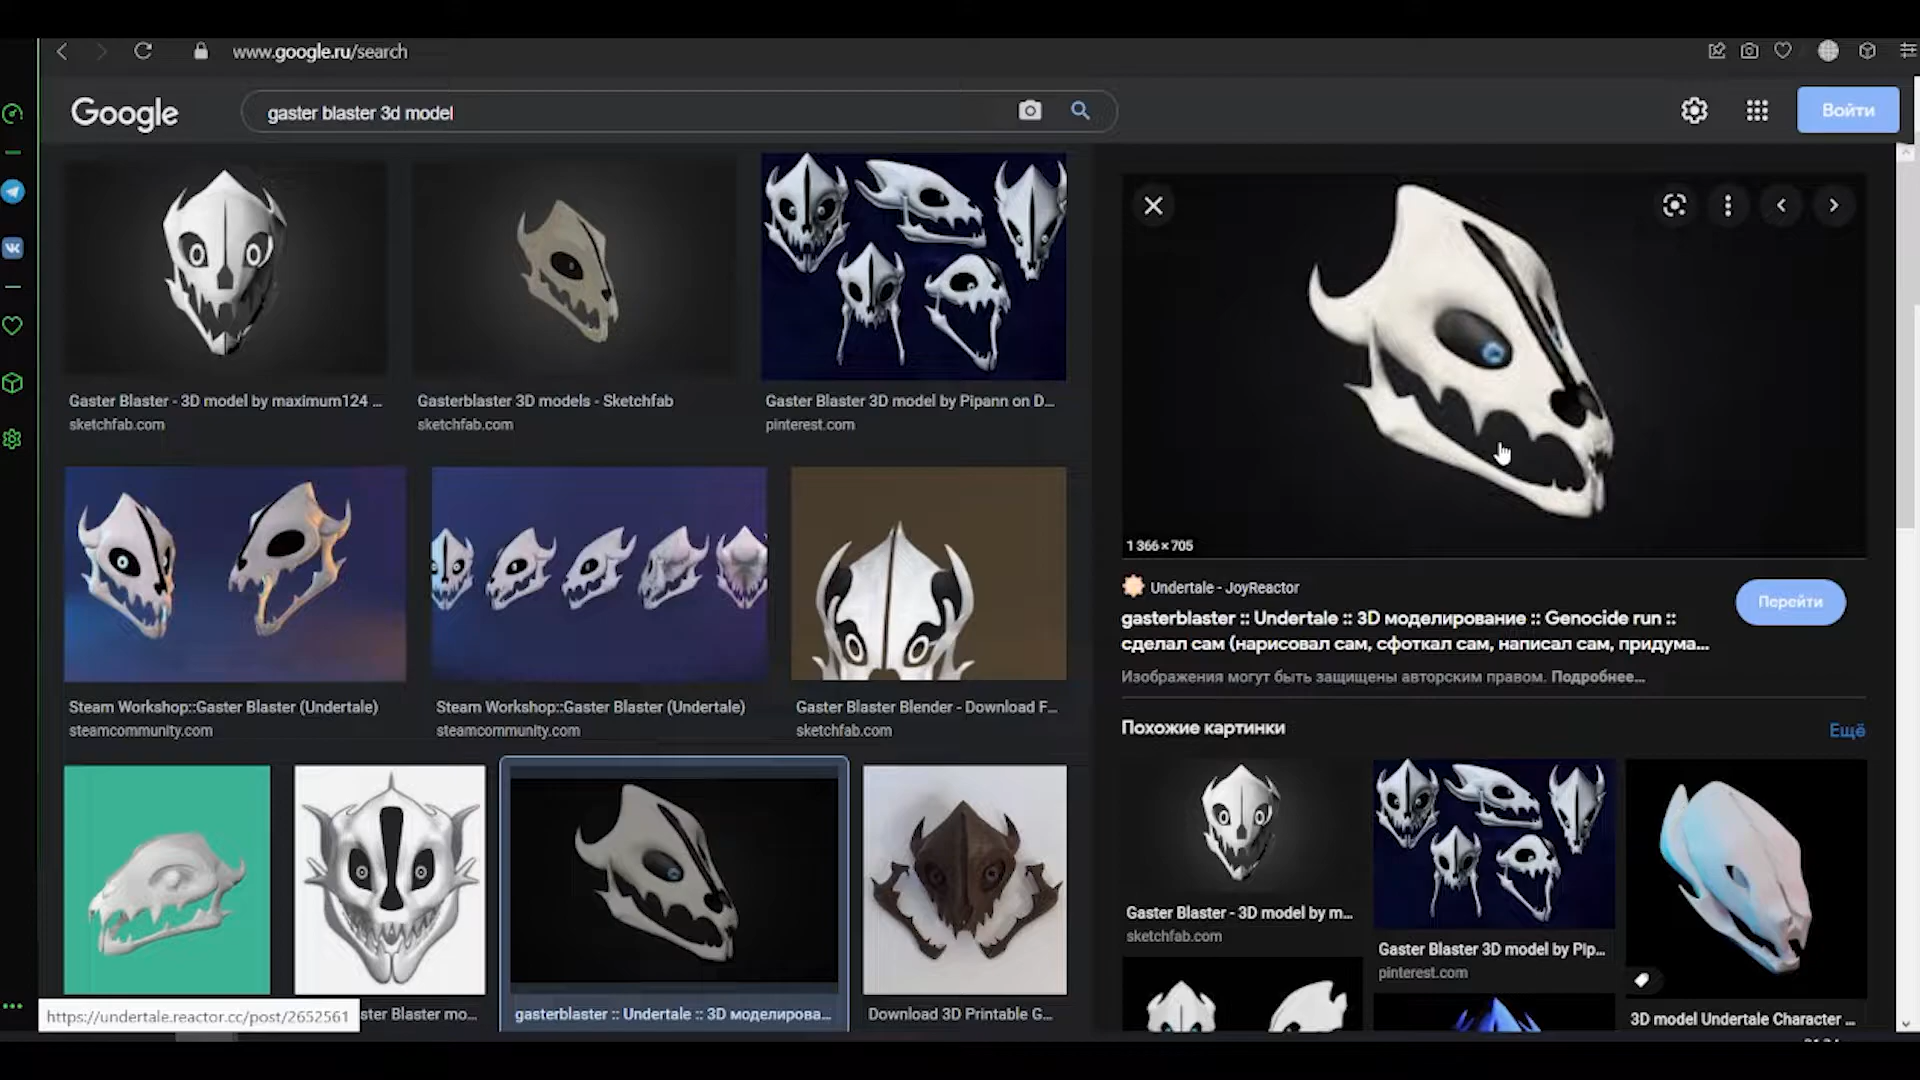 www.google.ru/search
Google
gaster blaster 3d model
Войти
Gaster Blaster - 3D model by maximum124 ...
sketchfab.com
Gasterblaster 3D models - Sketchfab
sketchfab.com
Gaster Blaster 3D model by Pipann on D...
pinterest.com
1 366 × 705
Undertale - JoyReactor
Перейти
gasterblaster :: Undertale :: 3D моделирование :: Genocide run ::
сделал сам (нарисовал сам, сфоткал сам, написал сам, придума...
Изображения могут быть защищены авторским правом. Подробнее...
Steam Workshop::Gaster Blaster (Undertale)
steamcommunity.com
Steam Workshop::Gaster Blaster (Undertale)
steamcommunity.com
Gaster Blaster Blender - Download F...
sketchfab.com
Похожие картинки
Ещё
Gaster Blaster - 3D model by m...
sketchfab.com
Gaster Blaster 3D model by Pip...
pinterest.com
3D model Undertale Character ...
https://undertale.reactor.cc/post/2652561
ster Blaster mo...
gasterblaster :: Undertale :: 3D моделирова...
Download 3D Printable G...